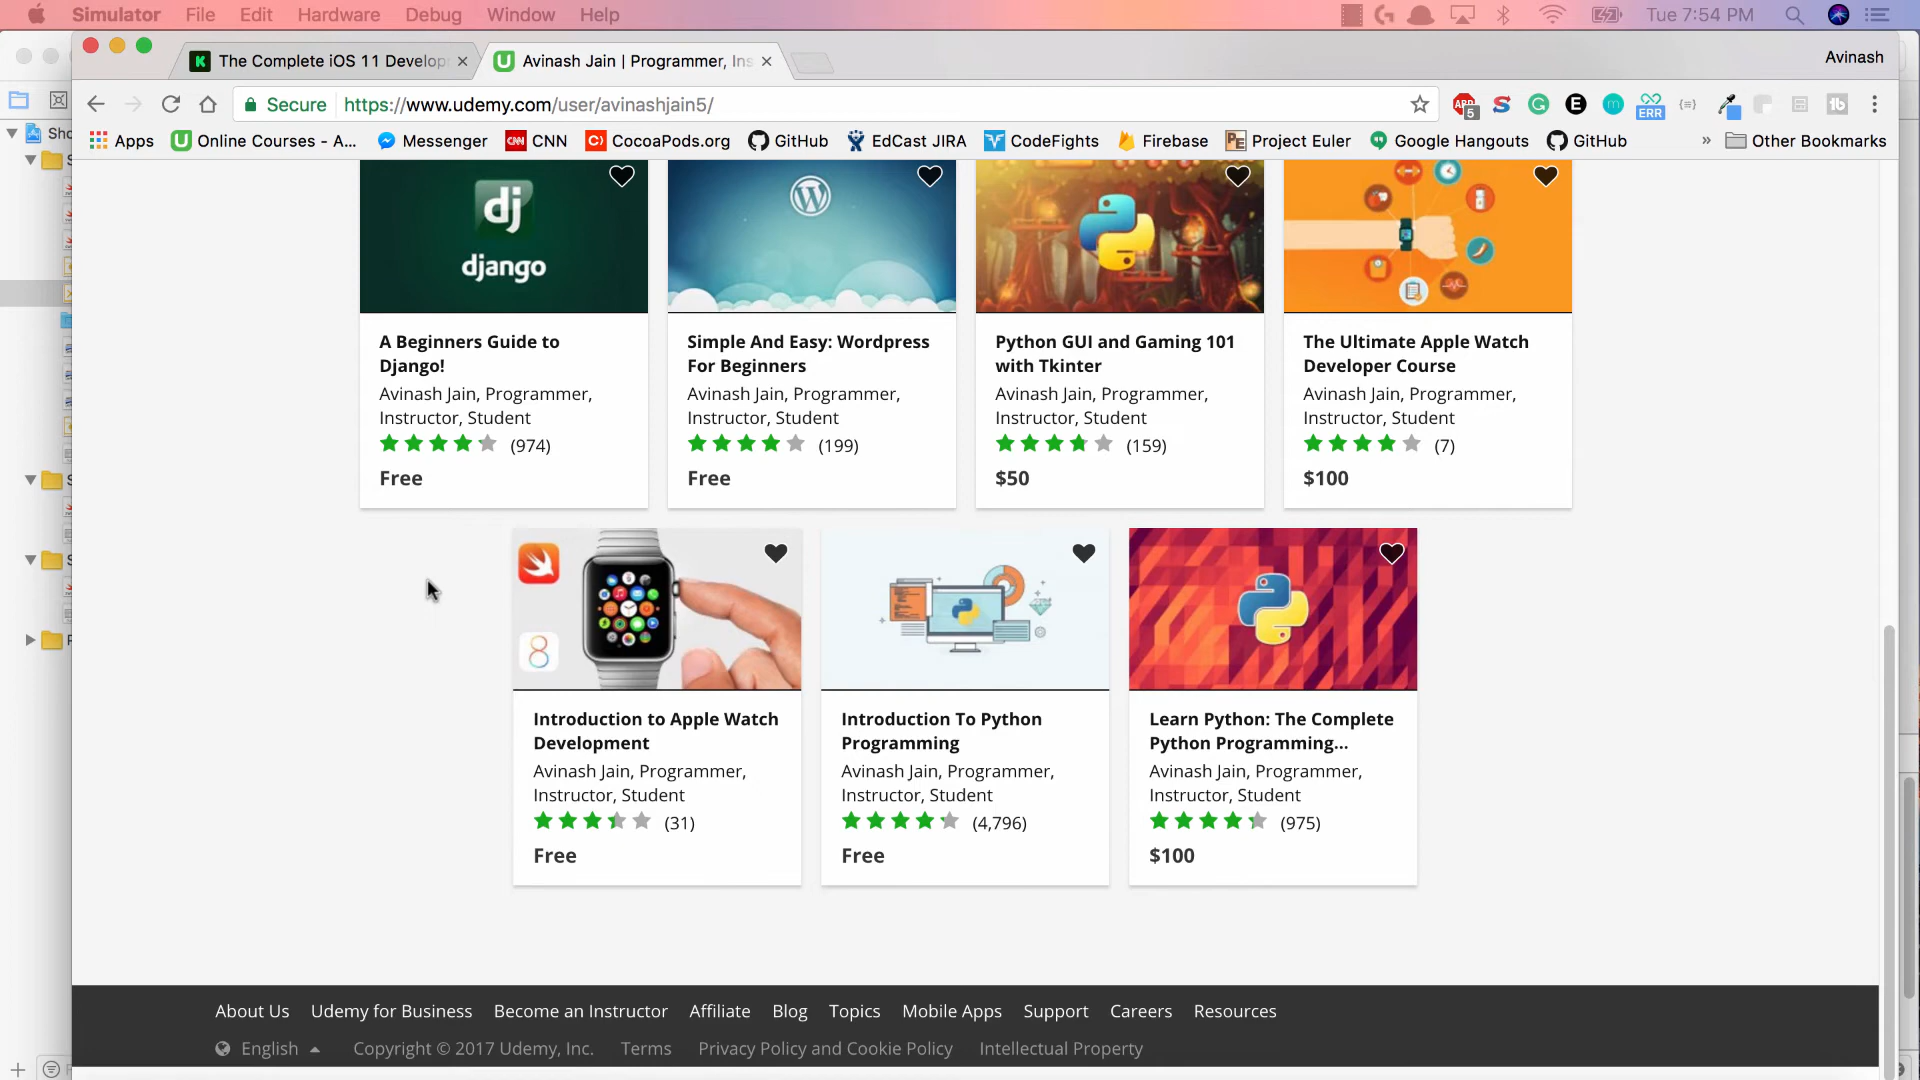 Simulator File Edit Hardware Debug Window Help Tue 7:54 PM
The Complete iOS 11 Develop
Avinash Jain | Programmer, Ins
Avinash
Secure https://www.udemy.com/user/avinashjain5/
ABP 5 ERR
Apps Online Courses - A... Messenger CNN CocoaPods.org GitHub EdCast JIRA CodeFights Firebase Project Euler Google Hangouts GitHub » Other Bookmarks
dj
django
A Beginners Guide to
Django!
Avinash Jain, Programmer,
Instructor, Student
(974)
Free
Simple And Easy: Wordpress
For Beginners
Avinash Jain, Programmer,
Instructor, Student
(199)
Free
Python GUI and Gaming 101
with Tkinter
Avinash Jain, Programmer,
Instructor, Student
(159)
$50
The Ultimate Apple Watch
Developer Course
Avinash Jain, Programmer,
Instructor, Student
(7)
$100
8
Introduction to Apple Watch
Development
Avinash Jain, Programmer,
Instructor, Student
(31)
Free
Introduction To Python
Programming
Avinash Jain, Programmer,
Instructor, Student
(4,796)
Free
Learn Python: The Complete
Python Programming...
Avinash Jain, Programmer,
Instructor, Student
(975)
$100
About Us Udemy for Business Become an Instructor Affiliate Blog Topics Mobile Apps Support Careers Resources
English Copyright © 2017 Udemy, Inc. Terms Privacy Policy and Cookie Policy Intellectual Property